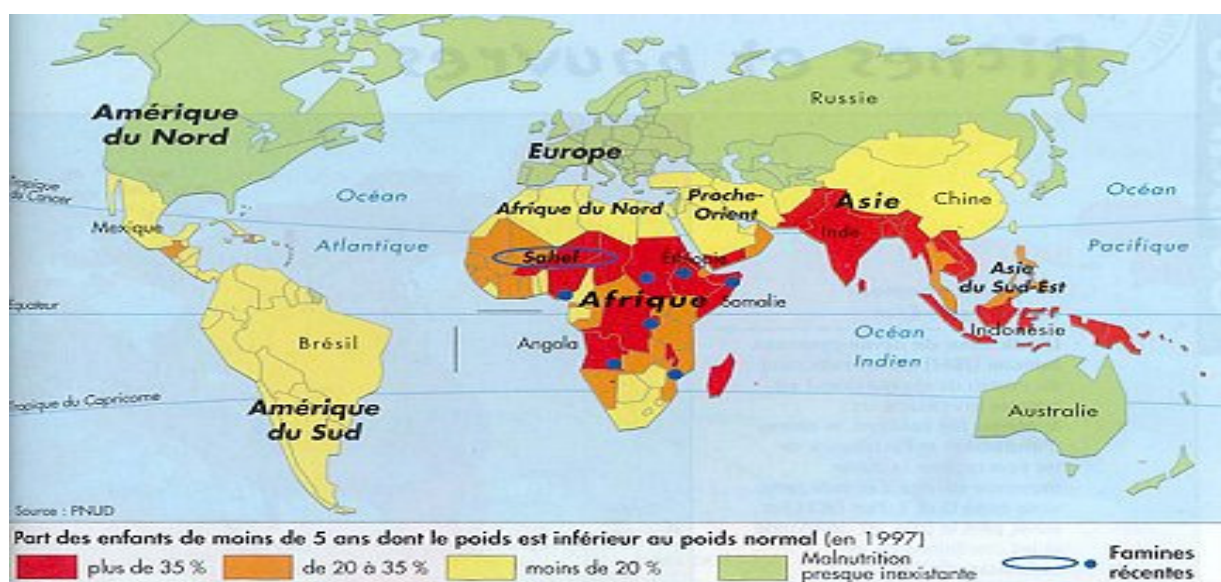 Amérique
du Nord
Russie
Europe
Océan
Atlantique
Mexique
Afrique du Nord
Proche-
Orient
Asie
Chine
Inde
Océan
Pacifique
Sahel
Éthiopie
Afrique
Somalie
Asie
du Sud-Est
Équateur
Brésil
Angola
Océan
Indien
Indonésie
Tropique du Capricorne
Amérique
du Sud
Australie
Source : PNUD
Part des enfants de moins de 5 ans dont le poids est inférieur au poids normal (en 1997)
plus de 35 %
de 20 à 35 %
moins de 20 %
Malnutrition
presque inexistante
Famines
récentes